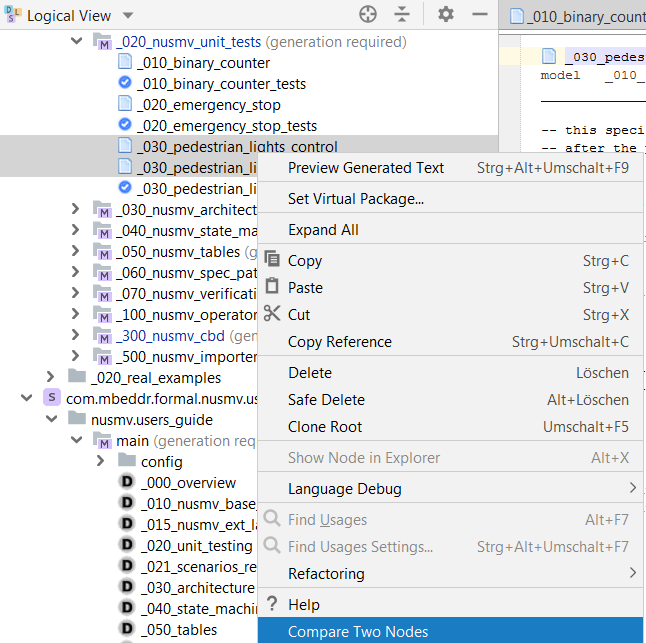 Logical View
_010_binary_count
_020_nusmv_unit_tests (generation required)
_010_binary_counter
_010_binary_counter_tests
_020_emergency_stop
_020_emergency_stop_tests
_030_pedestrian_lights_control
_030_pedestrian_li
_030_pedestrian_li
_030_nusmv_architect
_040_nusmv_state_ma
_050_nusmv_tables (g
_060_nusmv_spec_pat
_070_nusmv_verificati
_100_nusmv_operator
_300_nusmv_cbd (gen
_500_nusmv_importer
_020_real_examples
S com.mbeddr.formal.nusmv.us
nusmv.users_guide
main (generation req
config
D _000_overview
D _010_nusmv_base_
D _015_nusmv_ext_la
D _020_unit_testing
D _021_scenarios_re
D _030_architecture
D _040_state_machin
D _050_tables
_030_pedes
model _010_
-- this speci
-- after the
Preview Generated Text Strg+Alt+Umschalt+F9
Set Virtual Package...
Expand All
Copy Strg+C
Paste Strg+V
Cut Strg+X
Copy Reference Strg+Umschalt+C
Delete Löschen
Safe Delete Alt+Löschen
Clone Root Umschalt+F5
Show Node in Explorer Alt+X
Language Debug
Find Usages Alt+F7
Find Usages Settings... Strg+Alt+Umschalt+F7
Refactoring
? Help
Compare Two Nodes